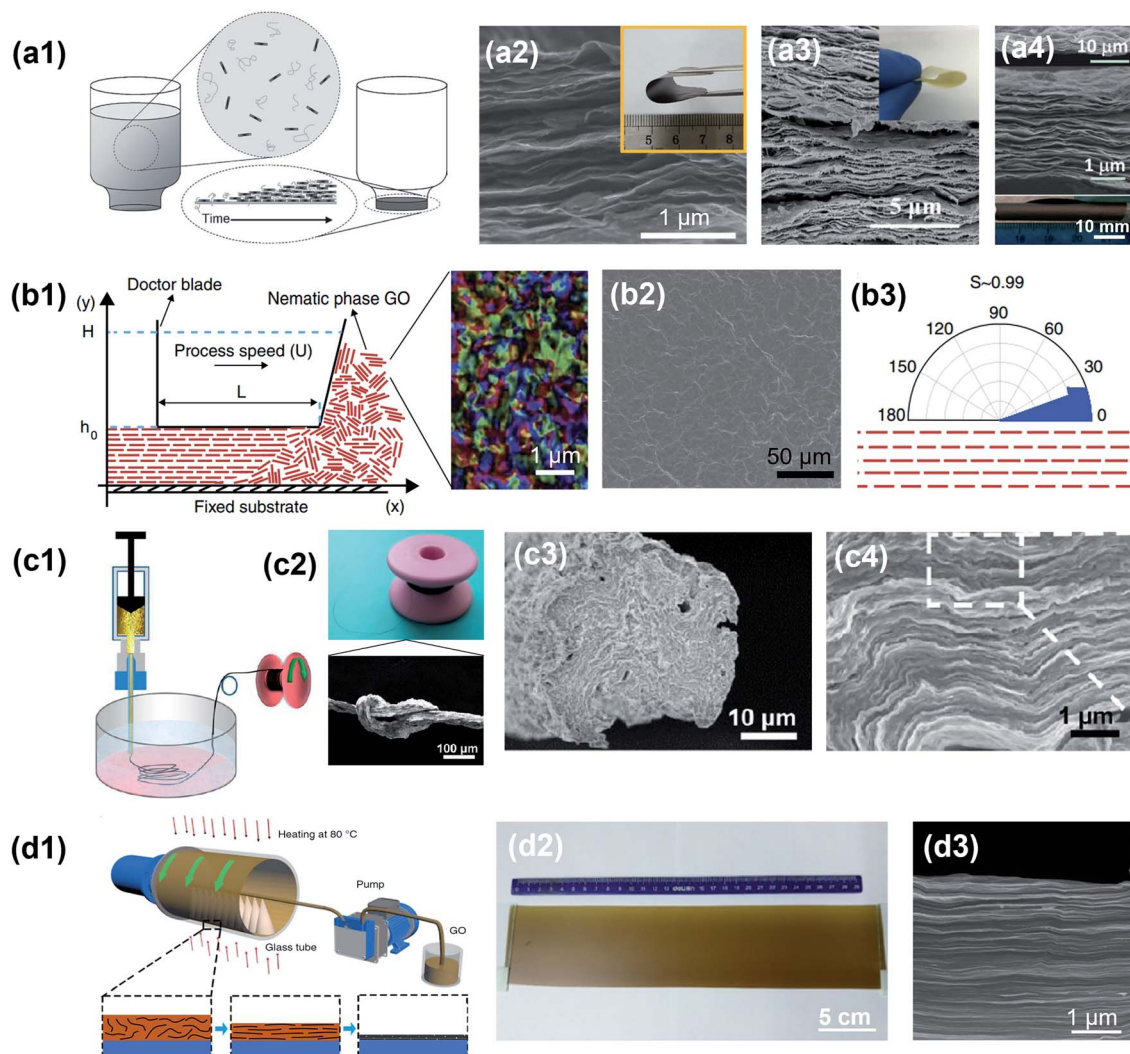 (a1)
Time
(a2)
5 6 7 8
1 μm
(a3)
5 μm
(a4)
10 μm
1 μm
10 mm
(b1)
(y)
Doctor blade
H
Process speed (U)
L
h0
Nematic phase GO
Fixed substrate
(x)
1 μm
(b2)
50 μm
(b3)
S~0.99
90
120
60
150
30
180
0
(c1)
(c2)
100 μm
(c3)
10 μm
(c4)
1 μm
(d1)
Heating at 80 °C
Pump
GO
Glass tube
(d2)
5 cm
(d3)
1 μm